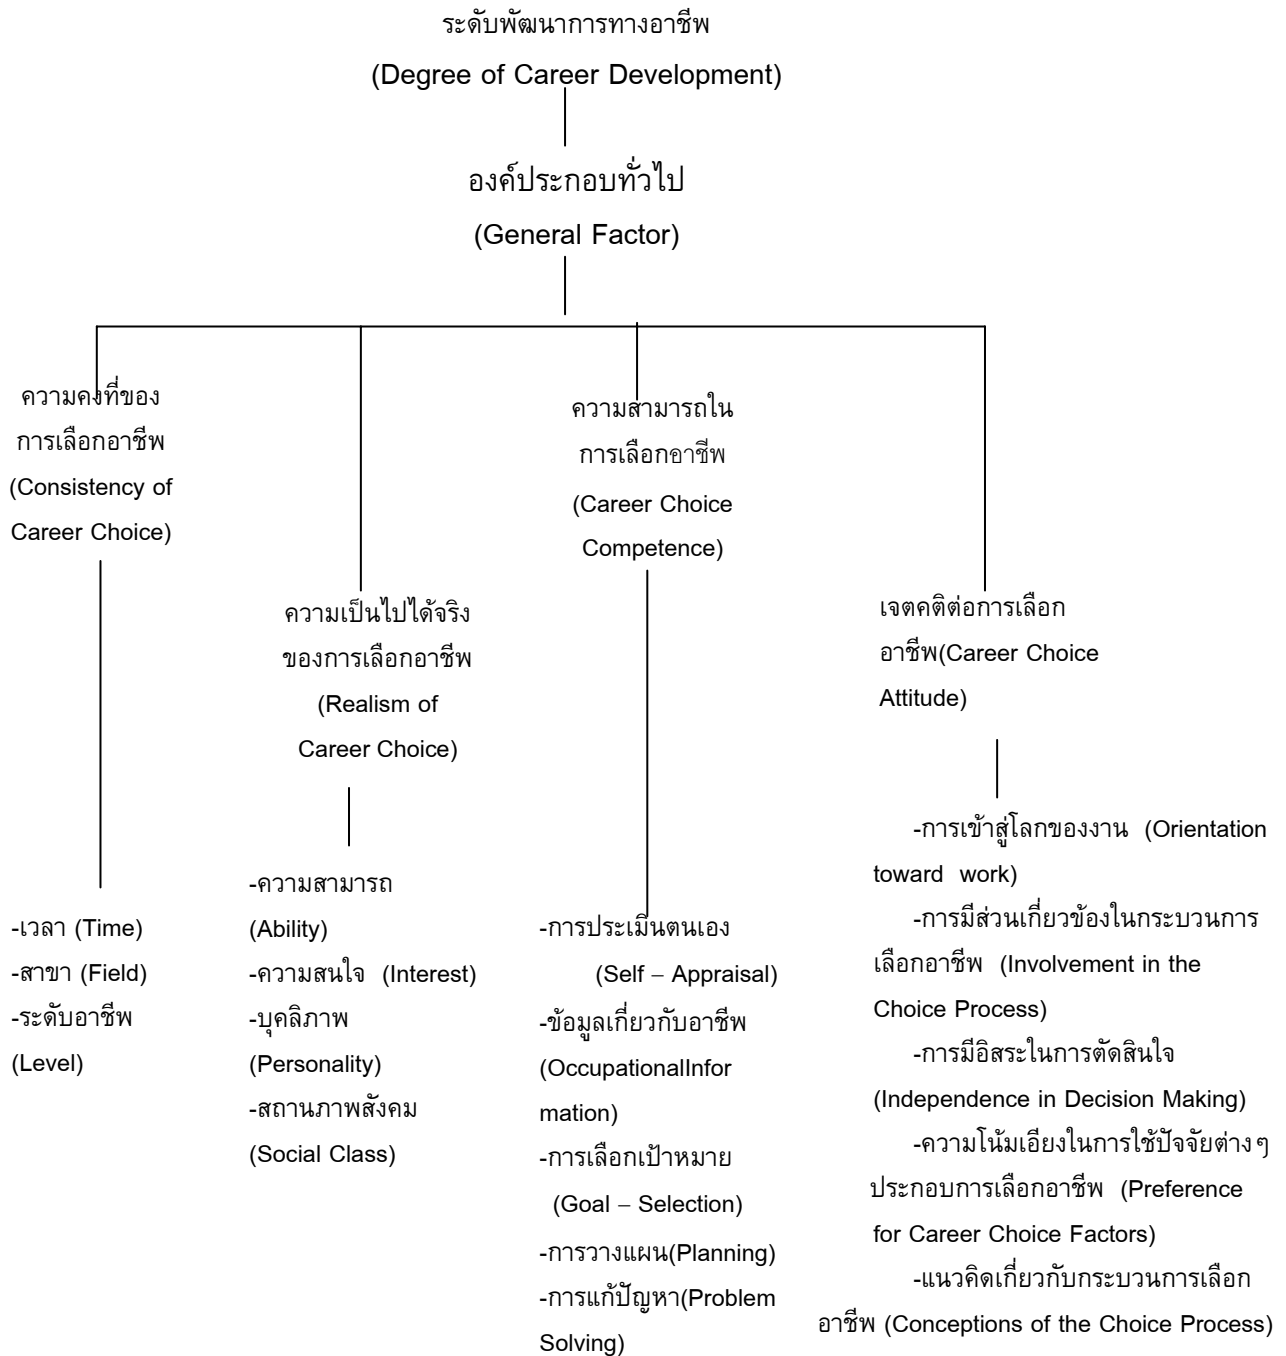 ระดับพัฒนาการทางอาชีพ
(Degree of Career Development)
องค์ประกอบทั่วไป
(General Factor)
ความคงที่ของ
การเลือกอาชีพ
(Consistency of
Career Choice)
-เวลา (Time)
-สาขา (Field)
-ระดับอาชีพ
(Level)
ความเป็นไปได้จริง
ของการเลือกอาชีพ
(Realism of
Career Choice)
-ความสามารถ
(Ability)
-ความสนใจ (Interest)
-บุคลิภาพ
(Personality)
-สถานภาพสังคม
(Social Class)
ความสามารถใน
การเลือกอาชีพ
(Career Choice
Competence)
-การประเมินตนเอง
(Self – Appraisal)
-ข้อมูลเกี่ยวกับอาชีพ
(OccupationalInfor
mation)
-การเลือกเป้าหมาย
(Goal – Selection)
-การวางแผน(Planning)
-การแก้ปัญหา(Problem
Solving)
เจตคติต่อการเลือก
อาชีพ(Career Choice
Attitude)
-การเข้าสู่โลกของงาน (Orientation
toward work)
-การมีส่วนเกี่ยวข้องในกระบวนการ
เลือกอาชีพ (Involvement in the
Choice Process)
-การมีอิสระในการตัดสินใจ
(Independence in Decision Making)
-ความโน้มเอียงในการใช้ปัจจัยต่างๆ
ประกอบการเลือกอาชีพ (Preference
for Career Choice Factors)
-แนวคิดเกี่ยวกับกระบวนการเลือก
อาชีพ (Conceptions of the Choice Process)